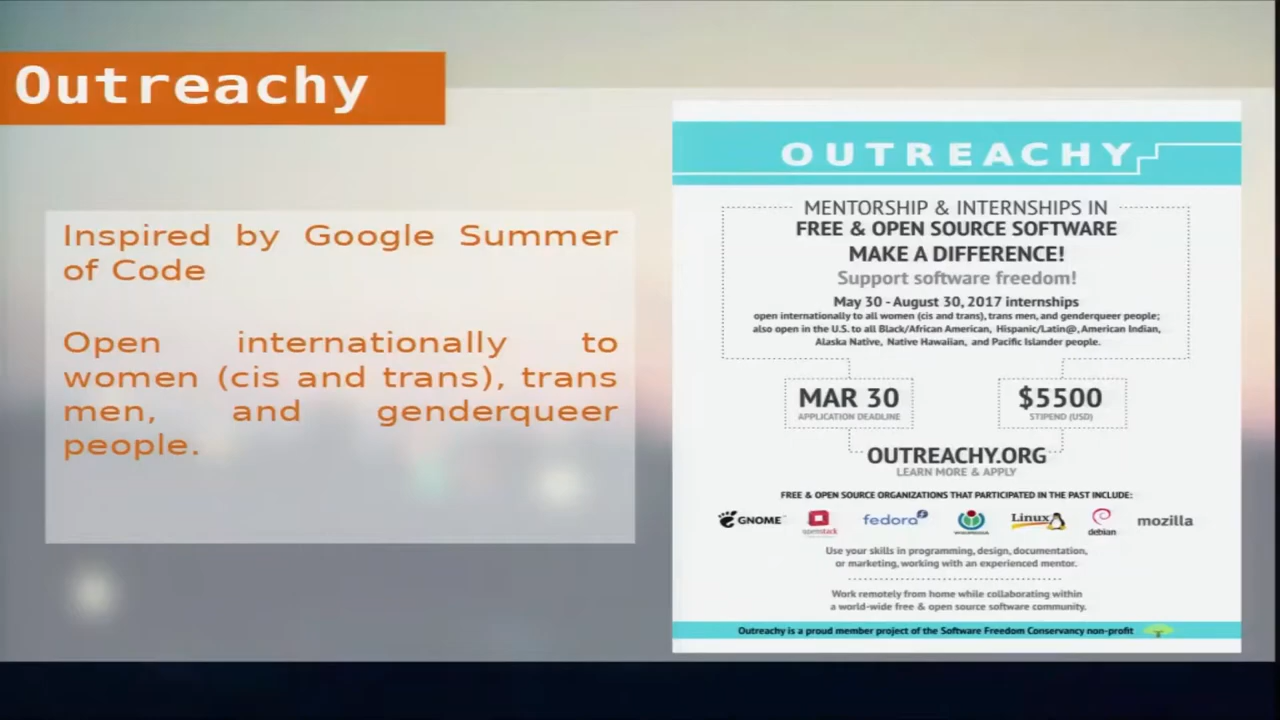 Outreachy
Inspired by Google Summer
of Code
Open internationally to
women (cis and trans), trans
men, and genderqueer
people.
OUTREACHY
MENTORSHIP & INTERNSHIPS IN
FREE & OPEN SOURCE SOFTWARE
MAKE A DIFFERENCE!
Support software freedom!
May 30 - August 30, 2017 internships
open internationally to all women (cis and trans), trans men, and genderqueer people;
also open in the U.S. to all Black/African American, Hispanic/Latin@, American Indian,
Alaska Native, Native Hawaiian, and Pacific Islander people.
MAR 30
APPLICATION DEADLINE
$5500
STIPEND (USD)
OUTREACHY.ORG
LEARN MORE & APPLY
FREE & OPEN SOURCE ORGANIZATIONS THAT PARTICIPATED IN THE PAST INCLUDE:
GNOME openstack fedora WIKIMEDIA Linux debian mozilla
Use your skills in programming, design, documentation,
or marketing, working with an experienced mentor.
Work remotely from home while collaborating within
a world-wide free & open source software community.
Outreachy is a proud member project of the Software Freedom Conservancy non-profit